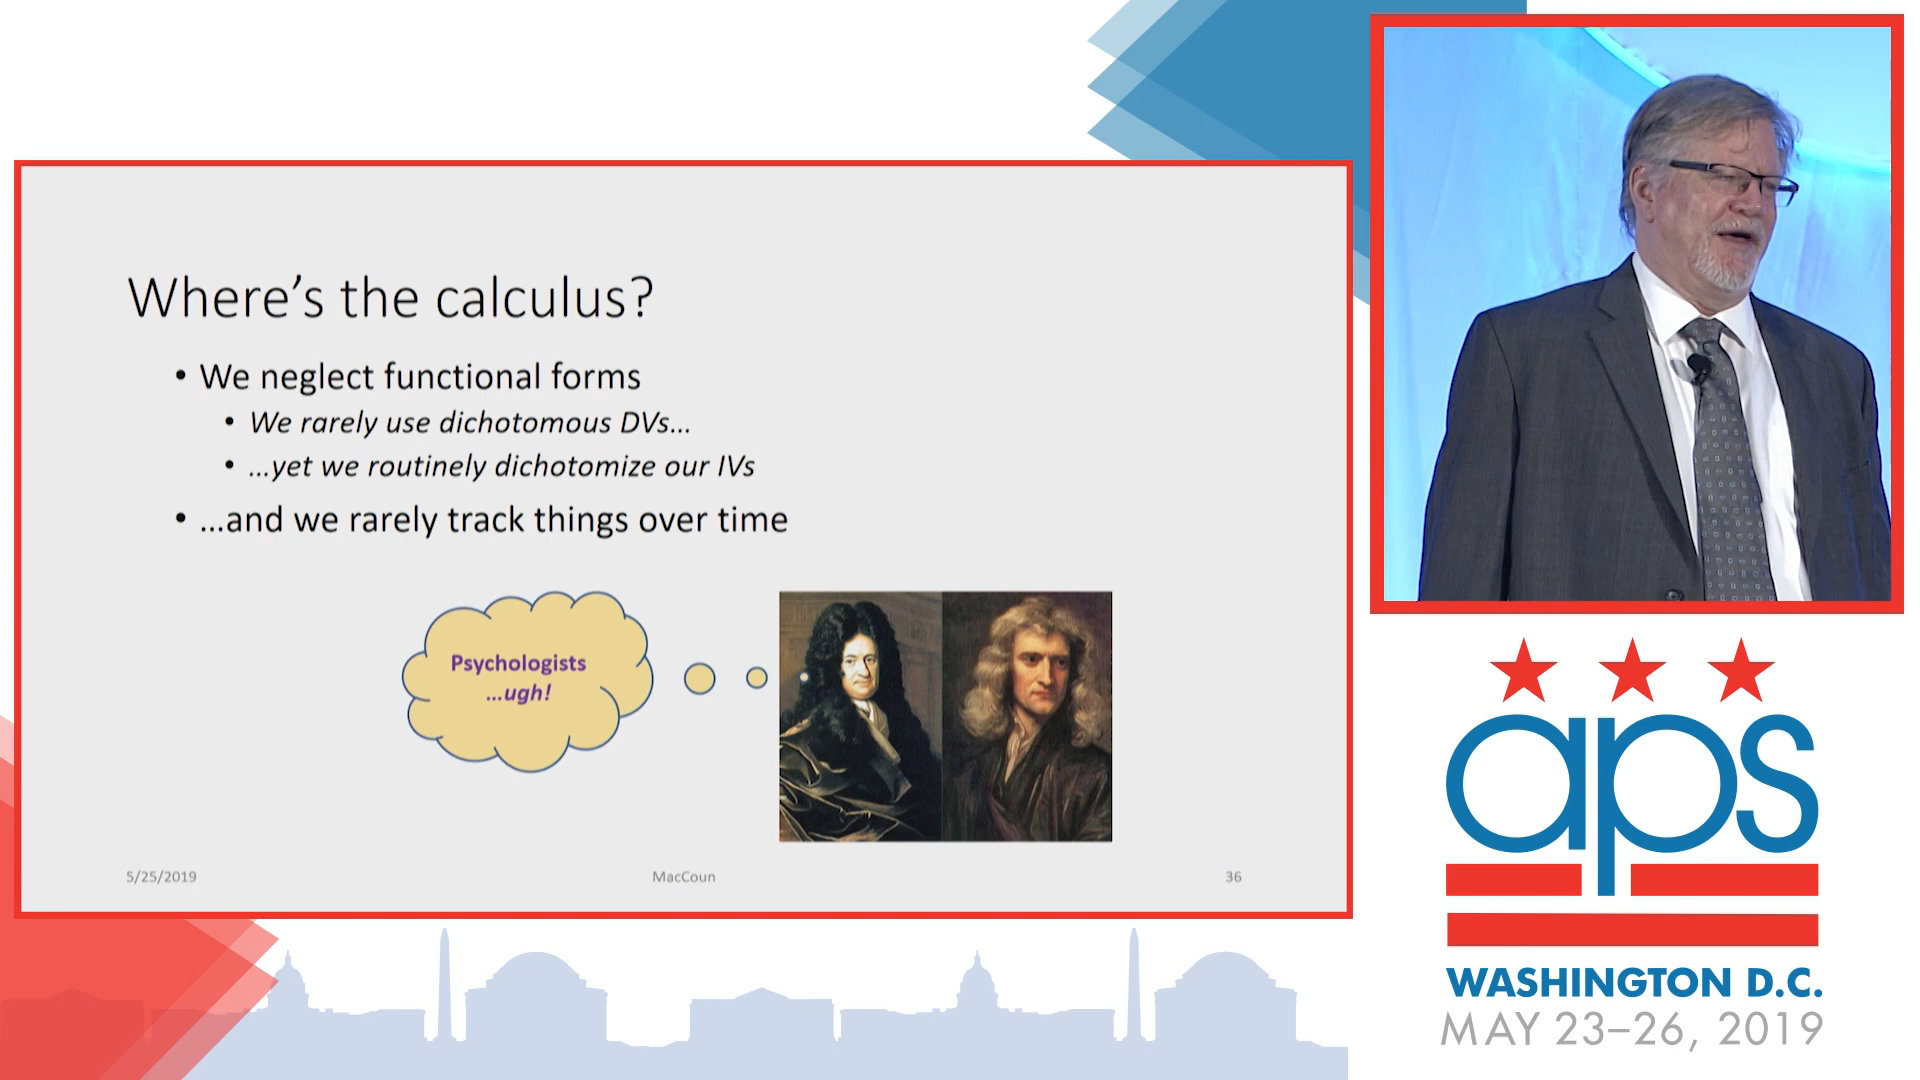 Where's the calculus?
• We neglect functional forms
• We rarely use dichotomous DVs...
• ...yet we routinely dichotomize our IVs
• ...and we rarely track things over time
Psychologists
...ugh!
5/25/2019
MacCoun
36
aps
WASHINGTON D.C.
MAY 23–26, 2019